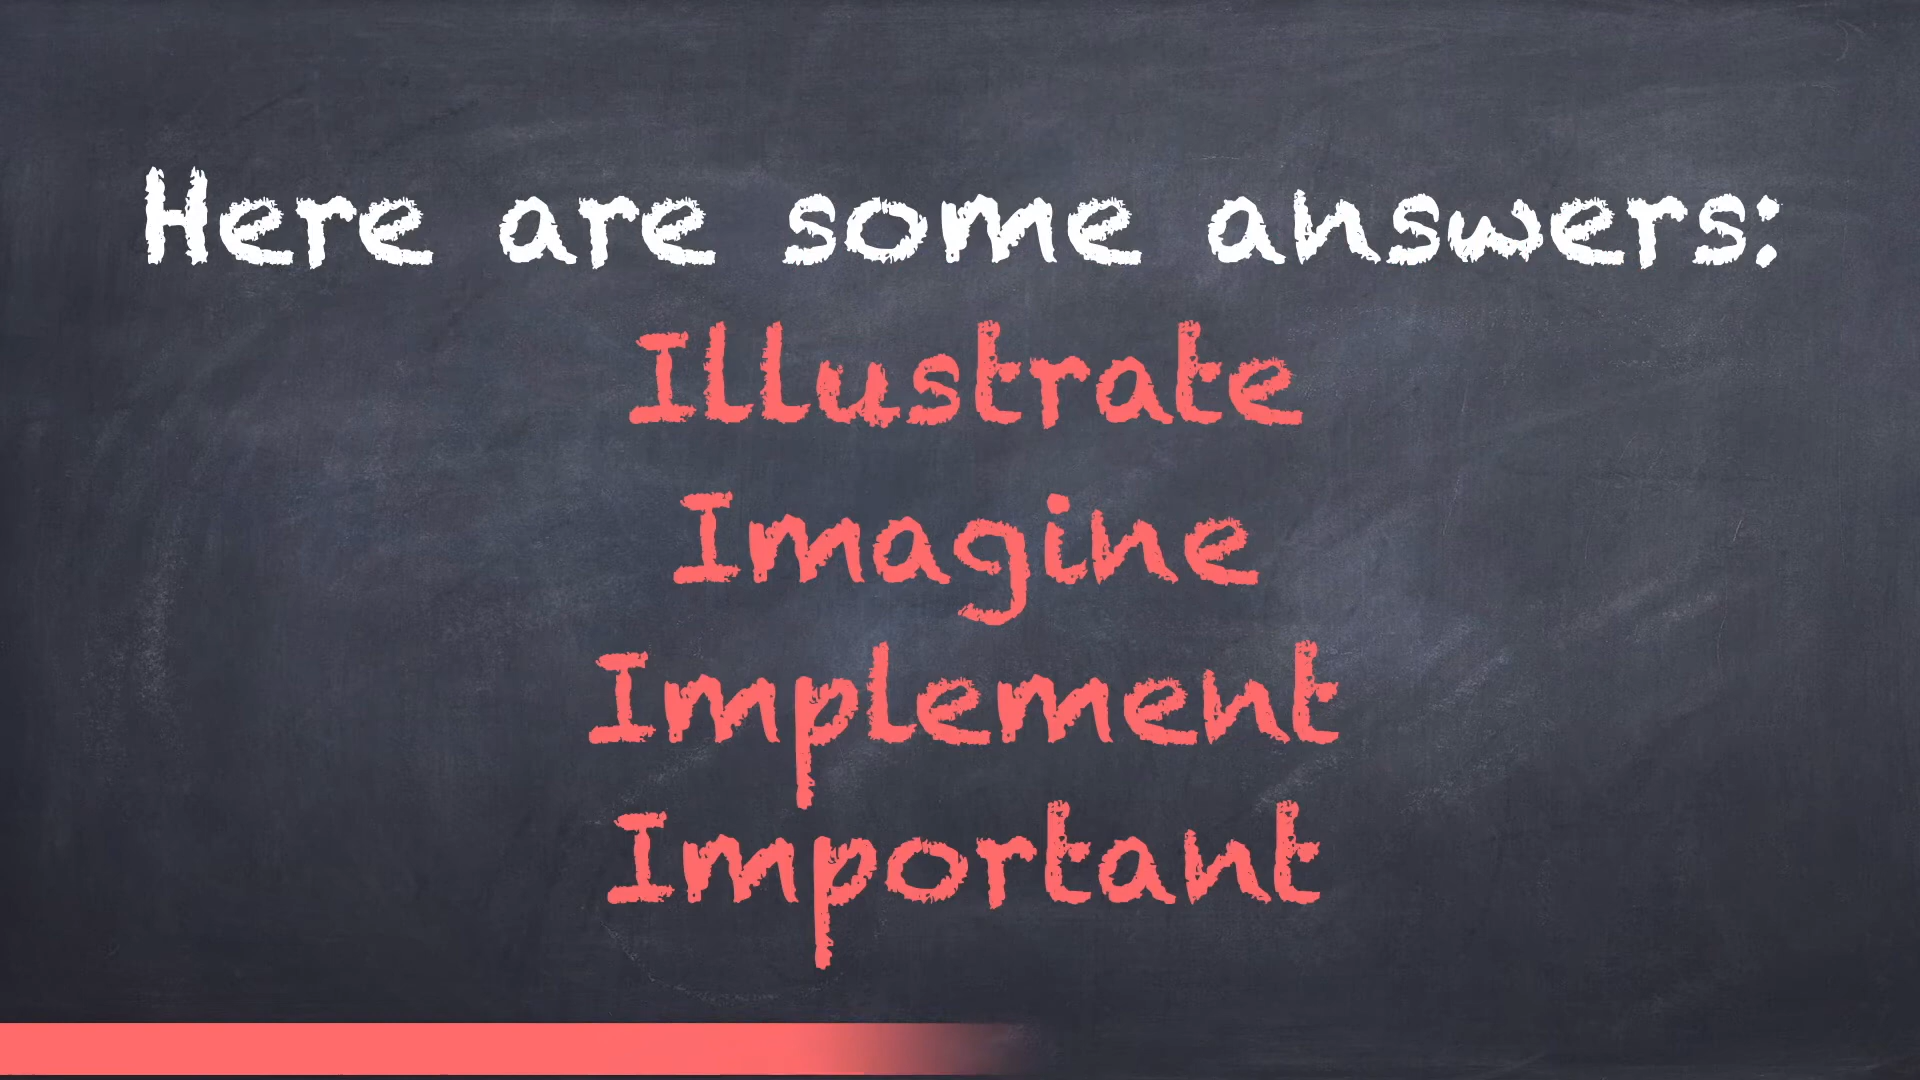 Here are some answers:
Illustrate
Imagine
Implement
Important